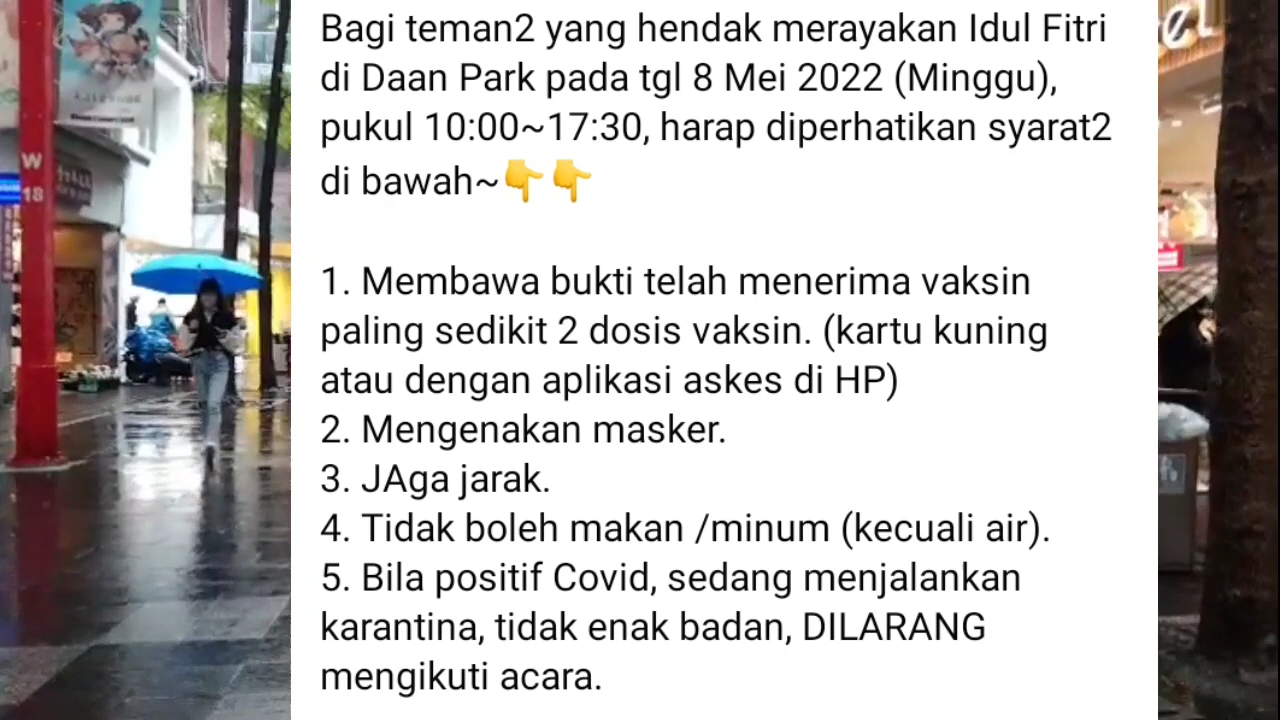 Bagi teman2 yang hendak merayakan Idul Fitri
di Daan Park pada tgl 8 Mei 2022 (Minggu),
pukul 10:00~17:30, harap diperhatikan syarat2
di bawah~👇👇
1. Membawa bukti telah menerima vaksin
paling sedikit 2 dosis vaksin. (kartu kuning
atau dengan aplikasi askes di HP)
2. Mengenakan masker.
3. JAga jarak.
4. Tidak boleh makan /minum (kecuali air).
5. Bila positif Covid, sedang menjalankan
karantina, tidak enak badan, DILARANG
mengikuti acara.
W
18